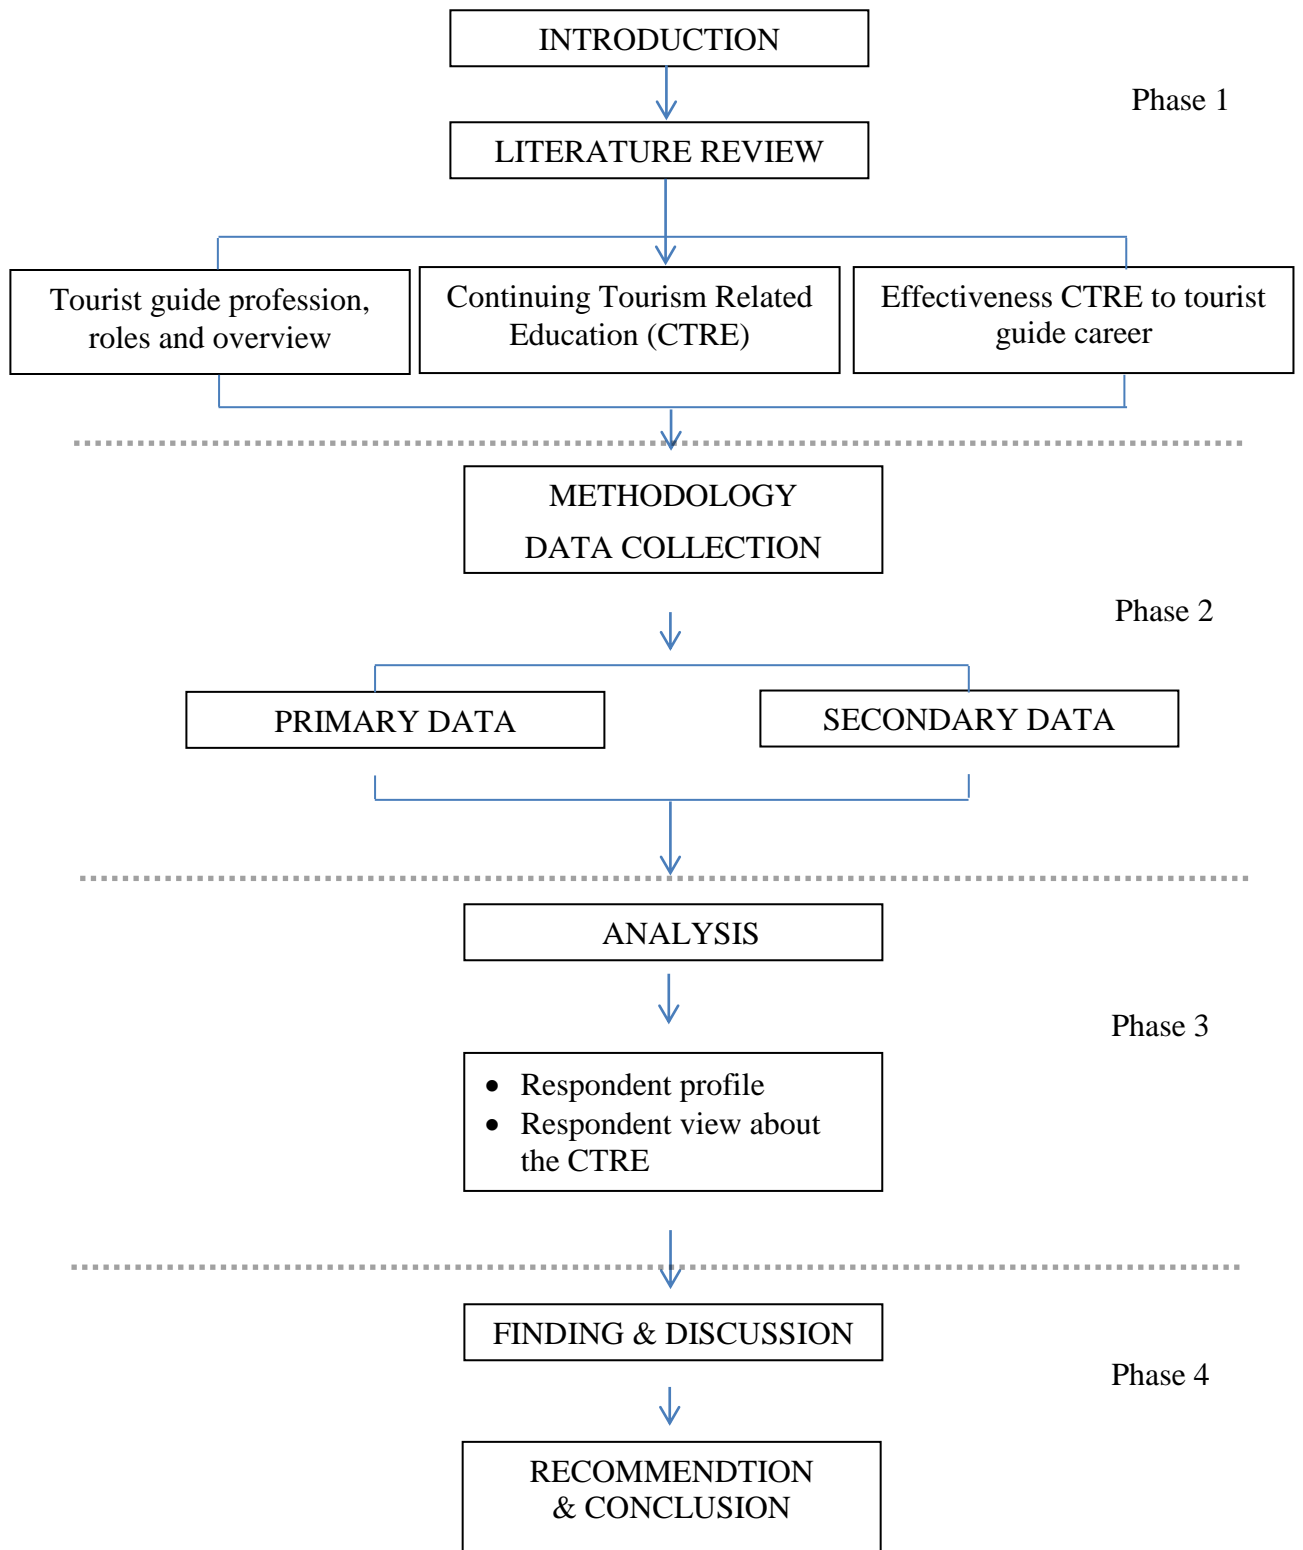 INTRODUCTION
Phase 1
LITERATURE REVIEW
Tourist guide profession,
roles and overview
Continuing Tourism Related
Education (CTRE)
Effectiveness CTRE to tourist
guide career
METHODOLOGY
DATA COLLECTION
Phase 2
PRIMARY DATA
SECONDARY DATA
ANALYSIS
Phase 3
• Respondent profile
• Respondent view about
the CTRE
FINDING & DISCUSSION
Phase 4
RECOMMENDTION
& CONCLUSION